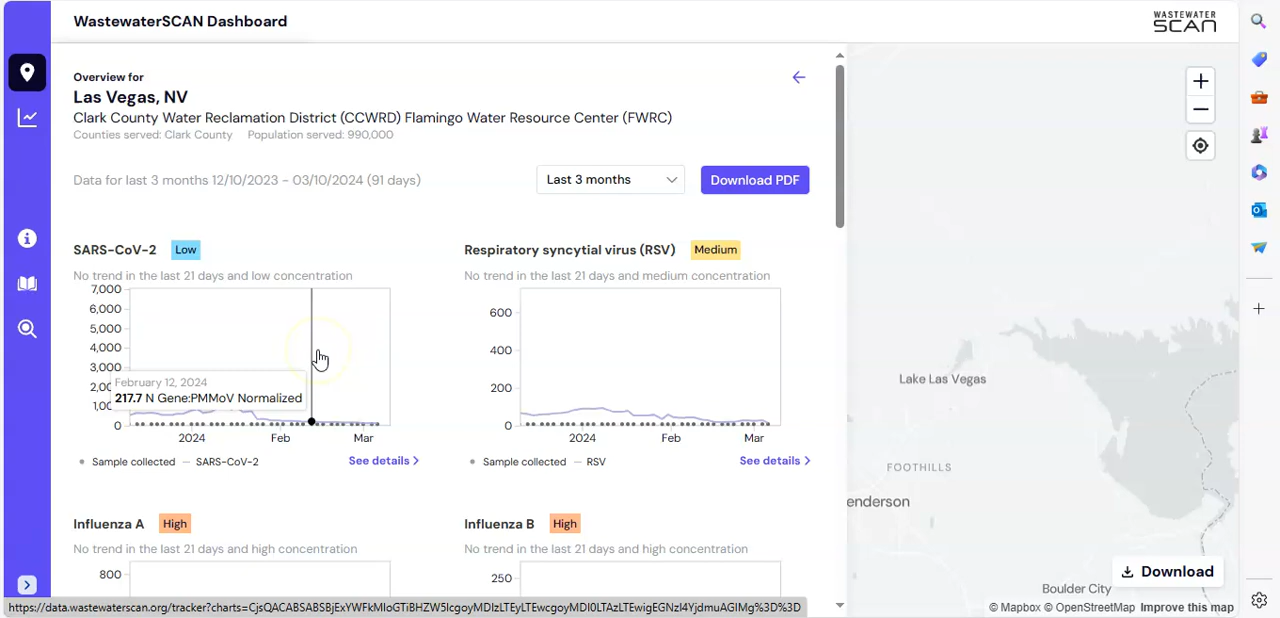 WastewaterSCAN Dashboard
WASTEWATER
SCAN
Overview for
Las Vegas, NV
Clark County Water Reclamation District (CCWRD) Flamingo Water Resource Center (FWRC)
Counties served: Clark County Population served: 990,000
Data for last 3 months 12/10/2023 - 03/10/2024 (91 days)
Last 3 months
Download PDF
SARS-CoV-2 Low
No trend in the last 21 days and low concentration
7,000
6,000
5,000
4,000
3,000
2,00
1,00
0
February 12, 2024
217.7 N Gene:PMMoV Normalized
2024 Feb Mar
Sample collected SARS-CoV-2
See details
Respiratory syncytial virus (RSV) Medium
No trend in the last 21 days and medium concentration
600
400
200
0
2024 Feb Mar
Sample collected RSV
See details
Influenza A High
No trend in the last 21 days and high concentration
800
Influenza B High
No trend in the last 21 days and high concentration
250
Lake Las Vegas
FOOTHILLS
enderson
Boulder City
Download
© Mapbox © OpenStreetMap Improve this map